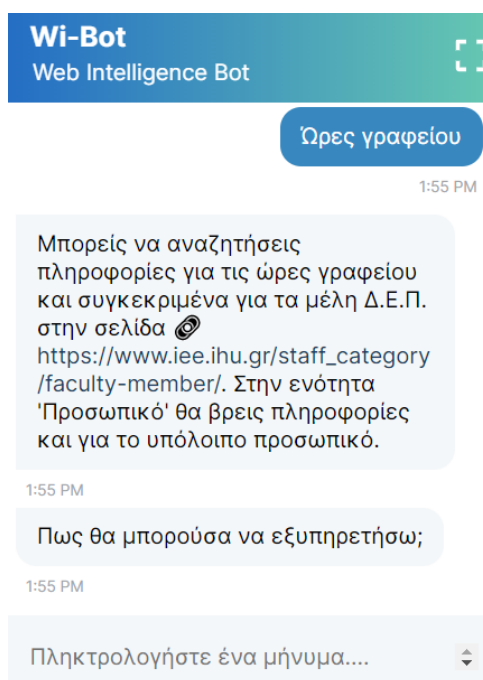 Wi-Bot
Web Intelligence Bot
Ώρες γραφείου
1:55 PM
Μπορείς να αναζητήσεις
πληροφορίες για τις ώρες γραφείου
και συγκεκριμένα για τα μέλη Δ.Ε.Π.
στην σελίδα 🔗
https://www.iee.ihu.gr/staff_category
/faculty-member/. Στην ενότητα
'Προσωπικό' θα βρεις πληροφορίες
και για το υπόλοιπο προσωπικό.
1:55 PM
Πως θα μπορούσα να εξυπηρετήσω;
1:55 PM
Πληκτρολογήστε ένα μήνυμα....